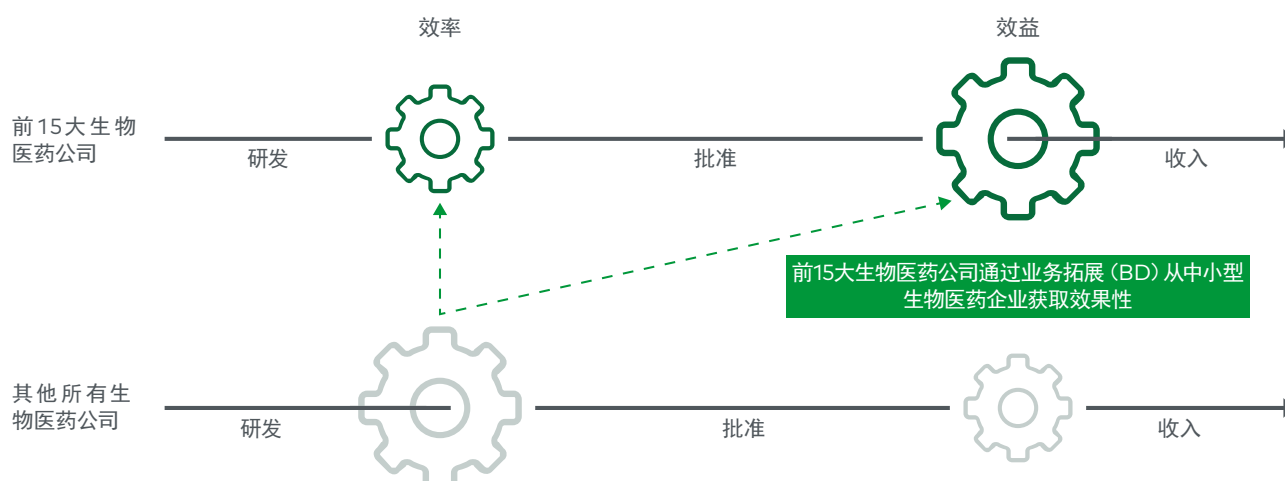 效率
效益
前15大生物
医药公司
研发
批准
收入
前15大生物医药公司通过业务拓展（BD）从中小型
生物医药企业获取效果性
其他所有生
物医药公司
研发
批准
收入